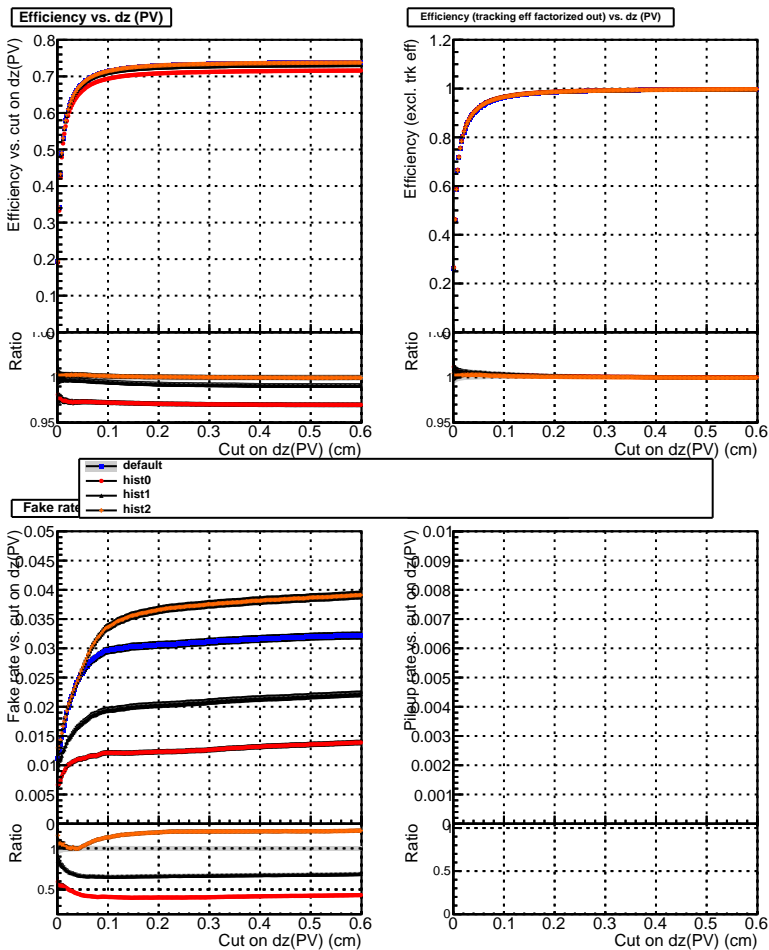 Efficiency vs. dz (PV)
Efficiency vs. cut on dz(PV)
0.8
0.7
0.6
0.5
0.4
0.3
0.2
0.1
0
Ratio
1
0.95
0 0.1 0.2 0.3 0.4 0.5 0.6
Cut on dz(PV) (cm)
Efficiency (tracking eff factorized out) vs. dz (PV)
Efficiency (excl. trk eff)
1.2
1
0.8
0.6
0.4
0.2
0
Ratio
1
0.95
0 0.1 0.2 0.3 0.4 0.5 0.6
Cut on dz(PV) (cm)
default
hist0
hist1
hist2
Fake rate
Fake rate vs. cut on dz(PV)
0.05
0.045
0.04
0.035
0.03
0.025
0.02
0.015
0.01
0.005
0
Ratio
1
0.5
0 0.1 0.2 0.3 0.4 0.5 0.6
Cut on dz(PV) (cm)
Pileup rate vs. cut on dz(PV)
0.01
0.009
0.008
0.007
0.006
0.005
0.004
0.003
0.002
0.001
0
Ratio
0.5
0
0 0.1 0.2 0.3 0.4 0.5 0.6
Cut on dz(PV) (cm)